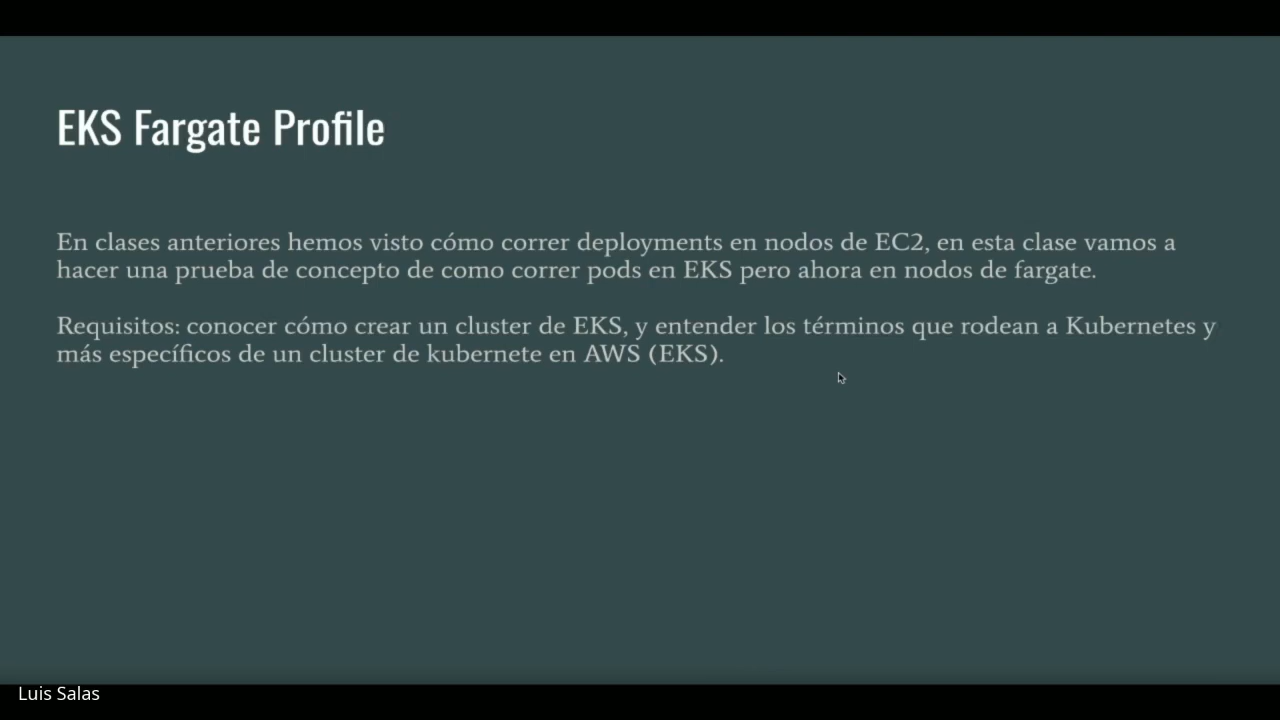 EKS Fargate Profile
En clases anteriores hemos visto cómo correr deployments en nodos de EC2, en esta clase vamos a
hacer una prueba de concepto de como correr pods en EKS pero ahora en nodos de fargate.
Requisitos: conocer cómo crear un cluster de EKS, y entender los términos que rodean a Kubernetes y
más específicos de un cluster de kubernete en AWS (EKS).
Luis Salas